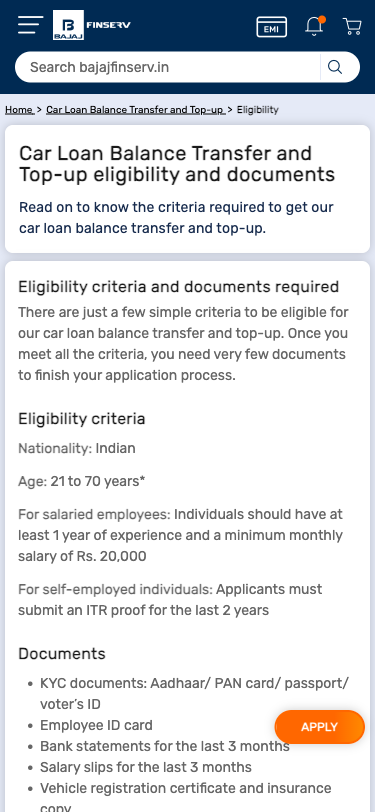 BAJAJ
FINSERV
EMI
Search bajajfinserv.in
Home > Car Loan Balance Transfer and Top-up > Eligibility
Car Loan Balance Transfer and
Top-up eligibility and documents
Read on to know the criteria required to get our
car loan balance transfer and top-up.
Eligibility criteria and documents required
There are just a few simple criteria to be eligible for
our car loan balance transfer and top-up. Once you
meet all the criteria, you need very few documents
to finish your application process.
Eligibility criteria
Nationality: Indian
Age: 21 to 70 years*
For salaried employees: Individuals should have at
least 1 year of experience and a minimum monthly
salary of Rs. 20,000
For self-employed individuals: Applicants must
submit an ITR proof for the last 2 years
Documents
• KYC documents: Aadhaar/ PAN card/ passport/
voter's ID
• Employee ID card
APPLY
• Bank statements for the last 3 months
• Salary slips for the last 3 months
• Vehicle registration certificate and insurance
copy